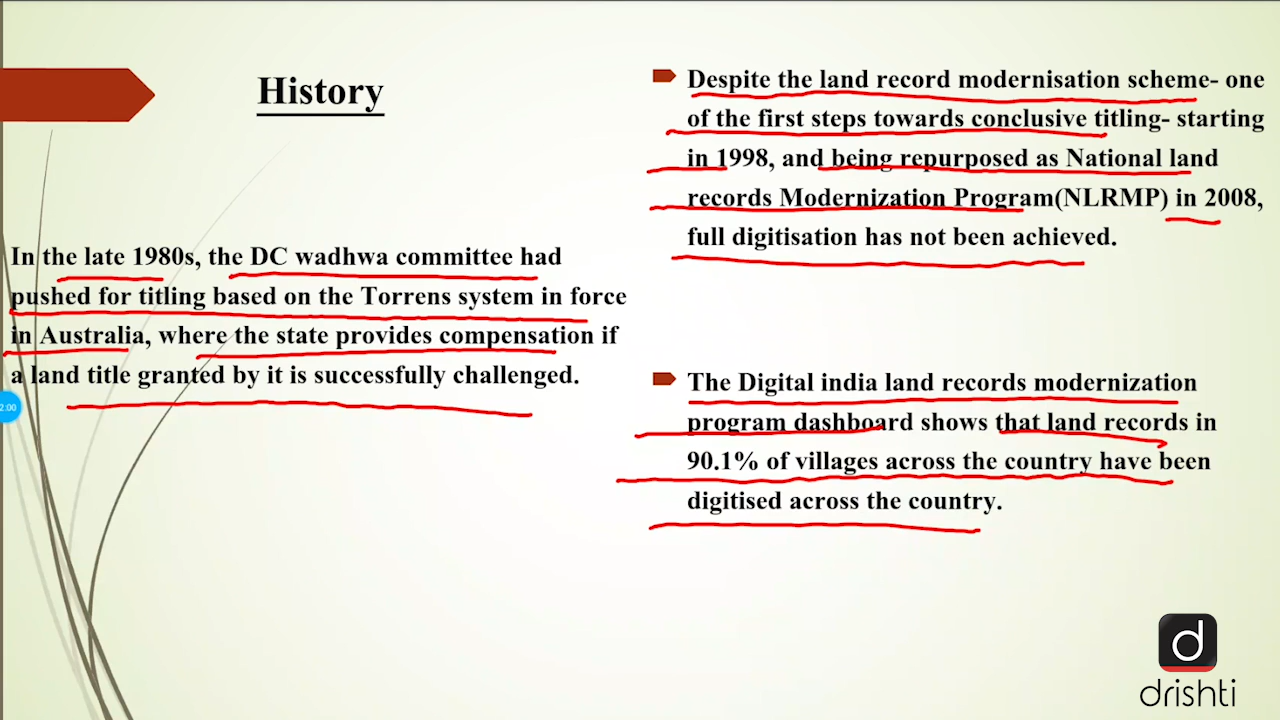 History
In the late 1980s, the DC wadhwa committee had
pushed for titling based on the Torrens system in force
in Australia, where the state provides compensation if
a land title granted by it is successfully challenged.
Despite the land record modernisation scheme- one
of the first steps towards conclusive titling- starting
in 1998, and being repurposed as National land
records Modernization Program(NLRMP) in 2008,
full digitisation has not been achieved.
The Digital india land records modernization
program dashboard shows that land records in
90.1% of villages across the country have been
digitised across the country.
2:00
d
drishti